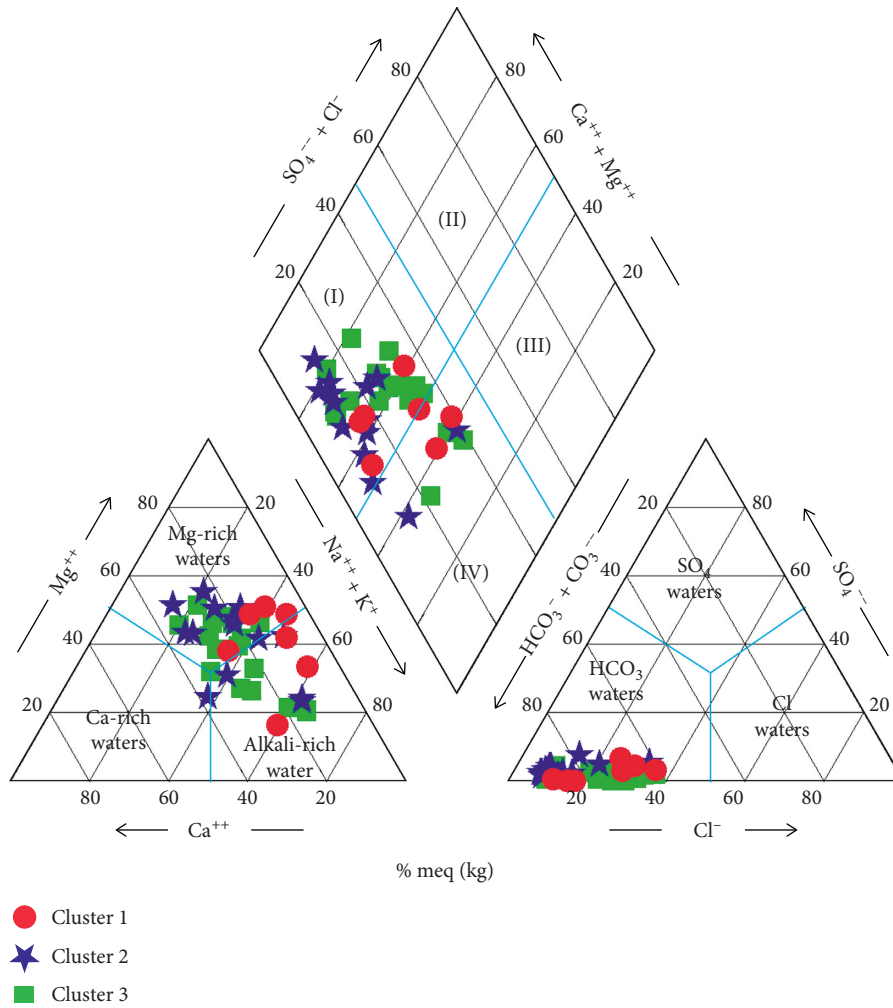 80
80
SO₄⁻⁻ + Cl⁻
Ca⁺⁺ + Mg⁺⁺
60
60
40
(II)
40
20
20
(I)
(III)
80
20
Mg⁺⁺
Mg-rich
waters
Na⁺⁺ + K⁺
60
40
40
60
20
80
Ca-rich
waters
Alkali-rich
water
80
60
40
20
Ca⁺⁺
(IV)
HCO₃⁻ + CO₃⁻⁻
20
80
SO₄⁻⁻
SO₄
waters
60
40
HCO₃
waters
Cl
waters
80
20
20
40
60
80
Cl⁻
% meq (kg)
Cluster 1
Cluster 2
Cluster 3